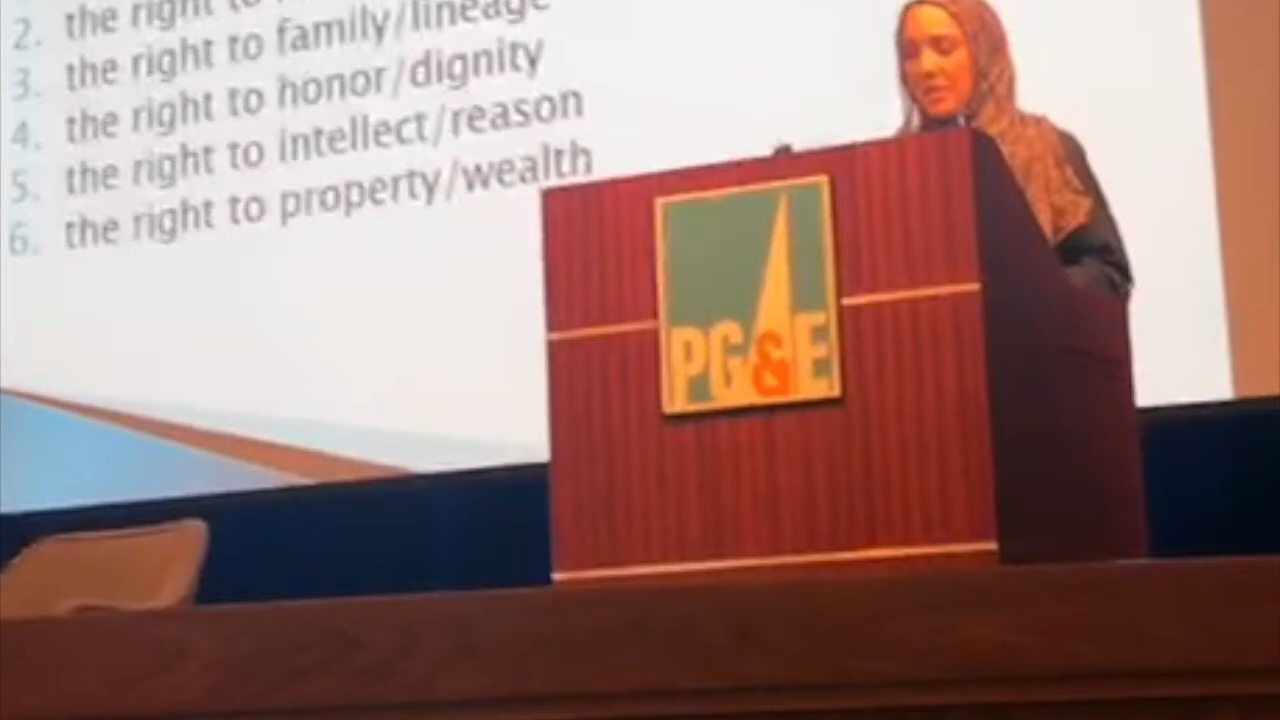 2. the right to
3. the right to family/lineage
4. the right to honor/dignity
5. the right to intellect/reason
6. the right to property/wealth
PG&E